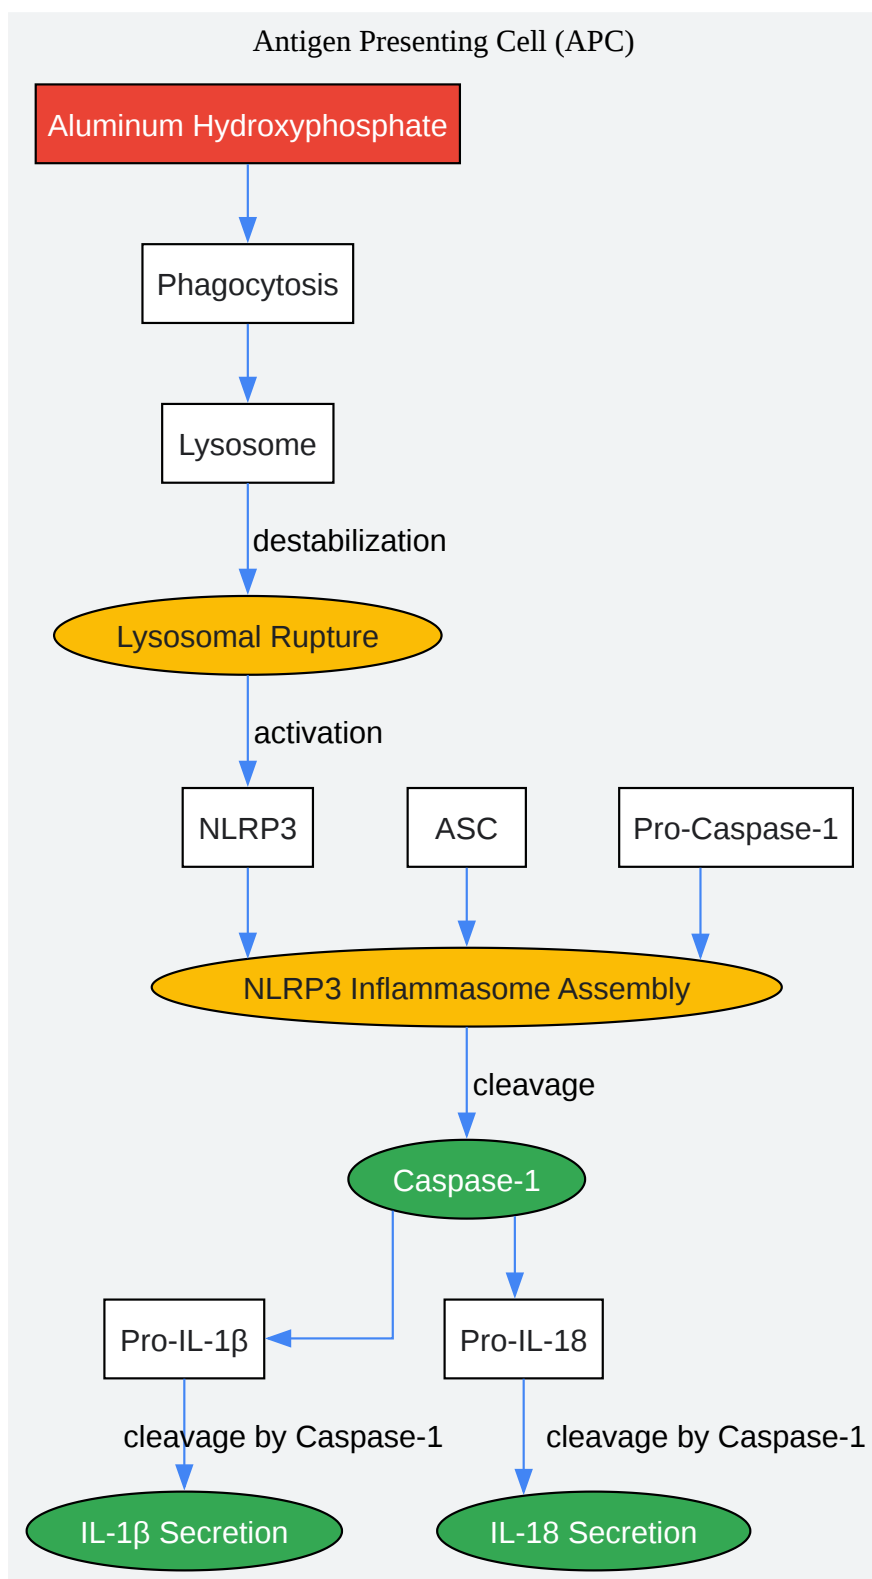 Antigen Presenting Cell (APC)
Aluminum Hydroxyphosphate
Phagocytosis
Lysosome
destabilization
Lysosomal Rupture
activation
NLRP3
ASC
Pro-Caspase-1
NLRP3 Inflammasome Assembly
cleavage
Caspase-1
Pro-IL-1β
Pro-IL-18
cleavage by Caspase-1
cleavage by Caspase-1
IL-1β Secretion
IL-18 Secretion